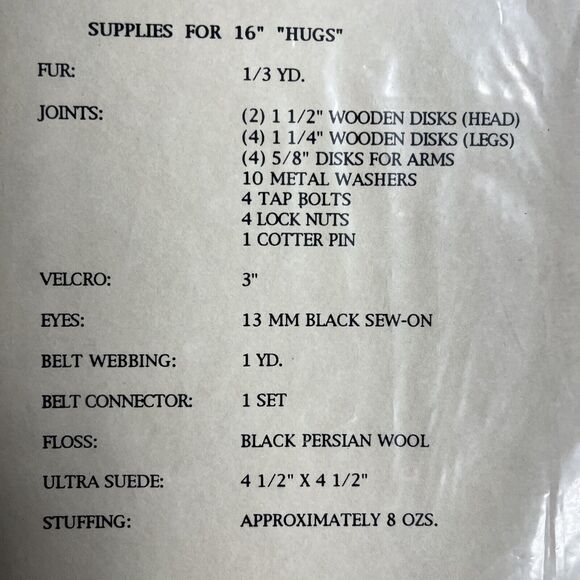 SUPPLIES FOR 16" "HUGS"
FUR: 1/3 YD.
JOINTS: (2) 1 1/2" WOODEN DISKS (HEAD)
(4) 1 1/4" WOODEN DISKS (LEGS)
(4) 5/8" DISKS FOR ARMS
10 METAL WASHERS
4 TAP BOLTS
4 LOCK NUTS
1 COTTER PIN
VELCRO: 3"
EYES: 13 MM BLACK SEW-ON
BELT WEBBING: 1 YD.
BELT CONNECTOR: 1 SET
FLOSS: BLACK PERSIAN WOOL
ULTRA SUEDE: 4 1/2" X 4 1/2"
STUFFING: APPROXIMATELY 8 OZS.